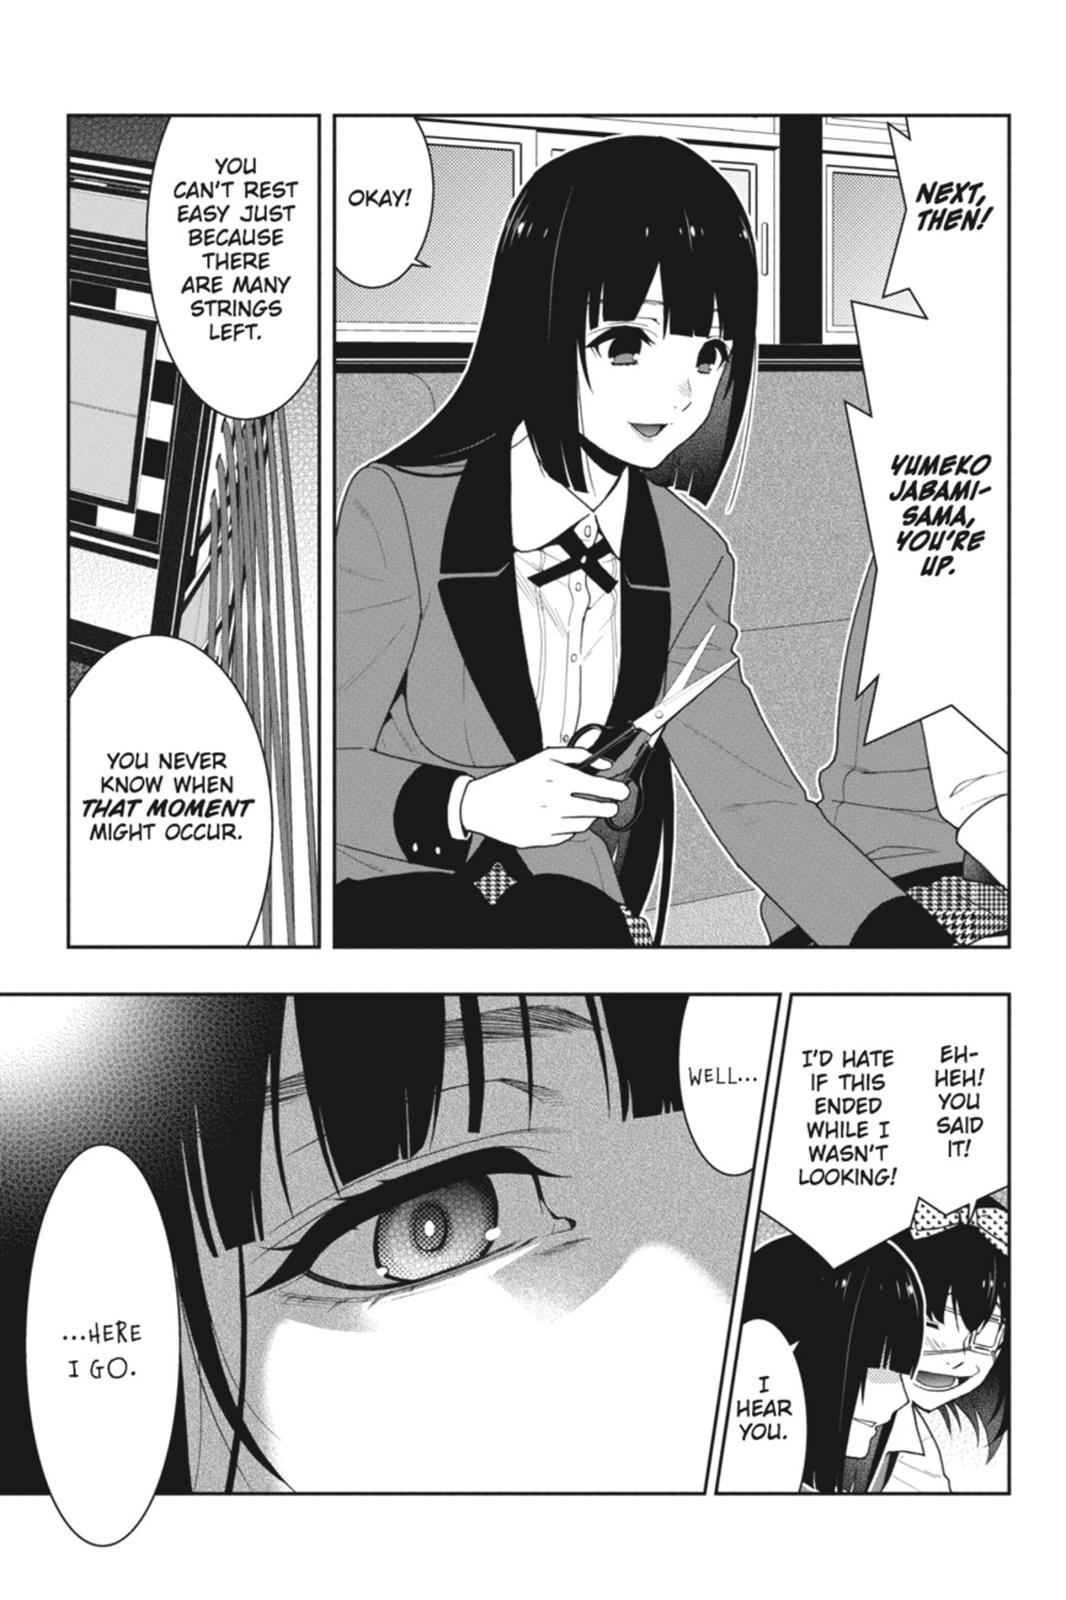 NEXT,
THEN!
YUMEKO
JABAMI-
SAMA,
YOU'RE
UP.
OKAY!
YOU
CAN'T REST
EASY JUST
BECAUSE
THERE
ARE MANY
STRINGS
LEFT.
YOU NEVER
KNOW WHEN
THAT MOMENT
MIGHT OCCUR.
EH-
HEH!
YOU
SAID
IT!
I'D HATE
IF THIS
ENDED
WHILE I
WASN'T
LOOKING!
I
HEAR
YOU.
WELL...
...HERE
I GO.